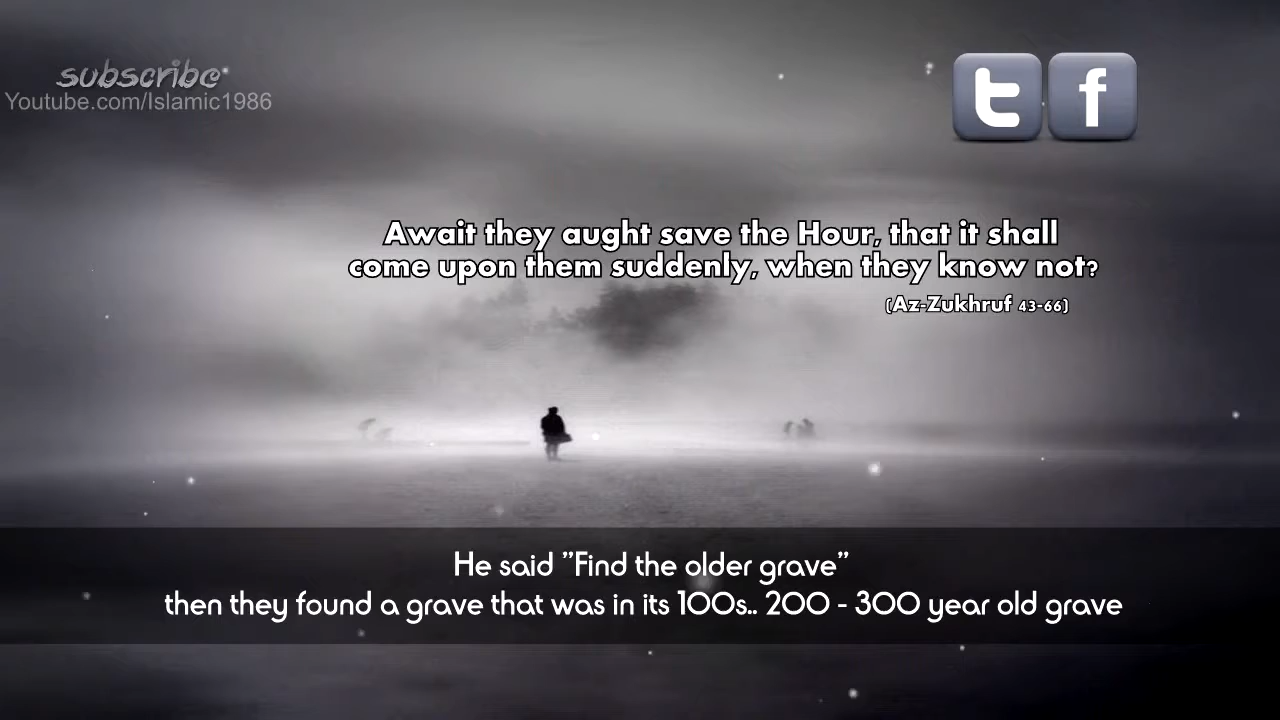 subscribe
Youtube.com/Islamic1986
t f
Await they aught save the Hour, that it shall
come upon them suddenly, when they know not?
(Az-Zukhruf 43-66)
He said "Find the older grave"
then they found a grave that was in its 100s.. 200 - 300 year old grave